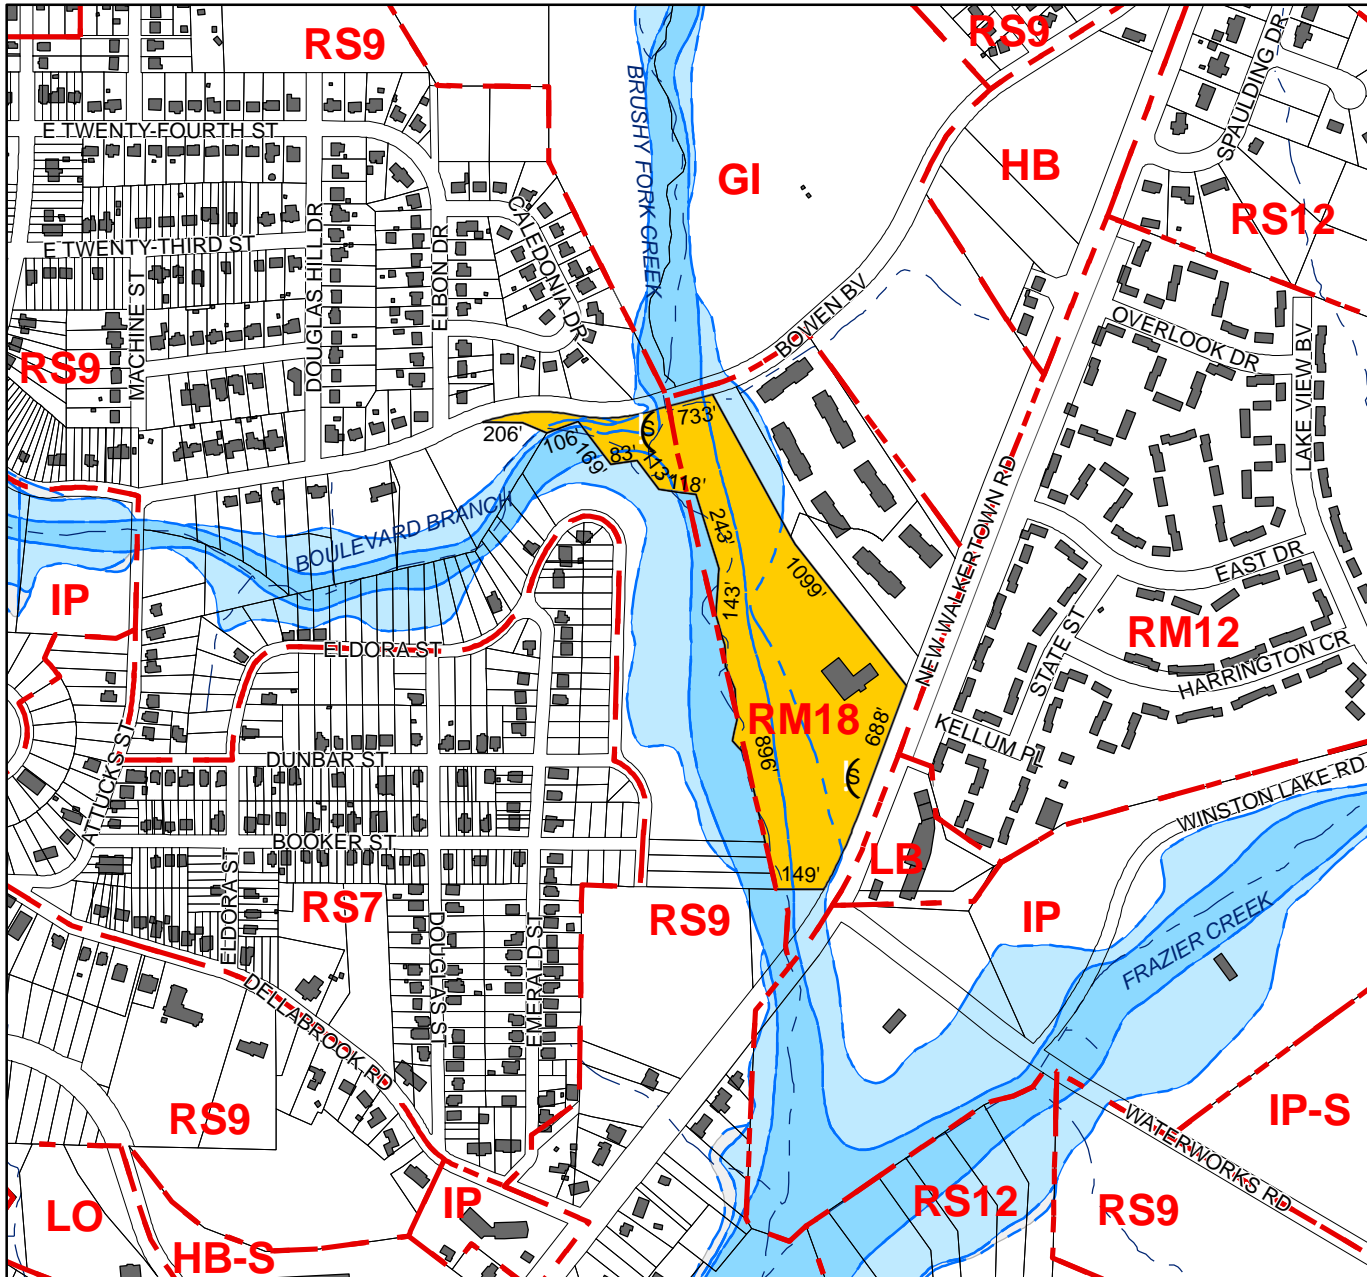 RS9
RS9
BRUSHY FORK CREEK
SPAULDING DR
E TWENTY-FOURTH ST
GI
HB
RS12
CALEDONIA DR
DOUGLAS HILL DR
ELBON DR
E TWENTY-THIRD ST
MACHINE ST
BOWEN BV
OVERLOOK DR
LAKE VIEW BV
RS9
206'
106'
169'
83'
113'
118'
S
733'
243'
143'
1099'
NEW WALKERTOWN RD
BOULEVARD BRANCH
EAST DR
IP
STATE ST
RM12
HARRINGTON CR
ELDORA ST
RM18
688'
896'
KELLUM PL
S
ATTUCKS ST
DUNBAR ST
WINSTON LAKE RD
BOOKER ST
ELDORA ST
LB
149'
RS7
RS9
IP
DOUGLAS ST
EMERALD ST
FRAZIER CREEK
DELLABROOK RD
RS9
IP-S
WATERWORKS RD
LO
IP
RS12
RS9
HB-S